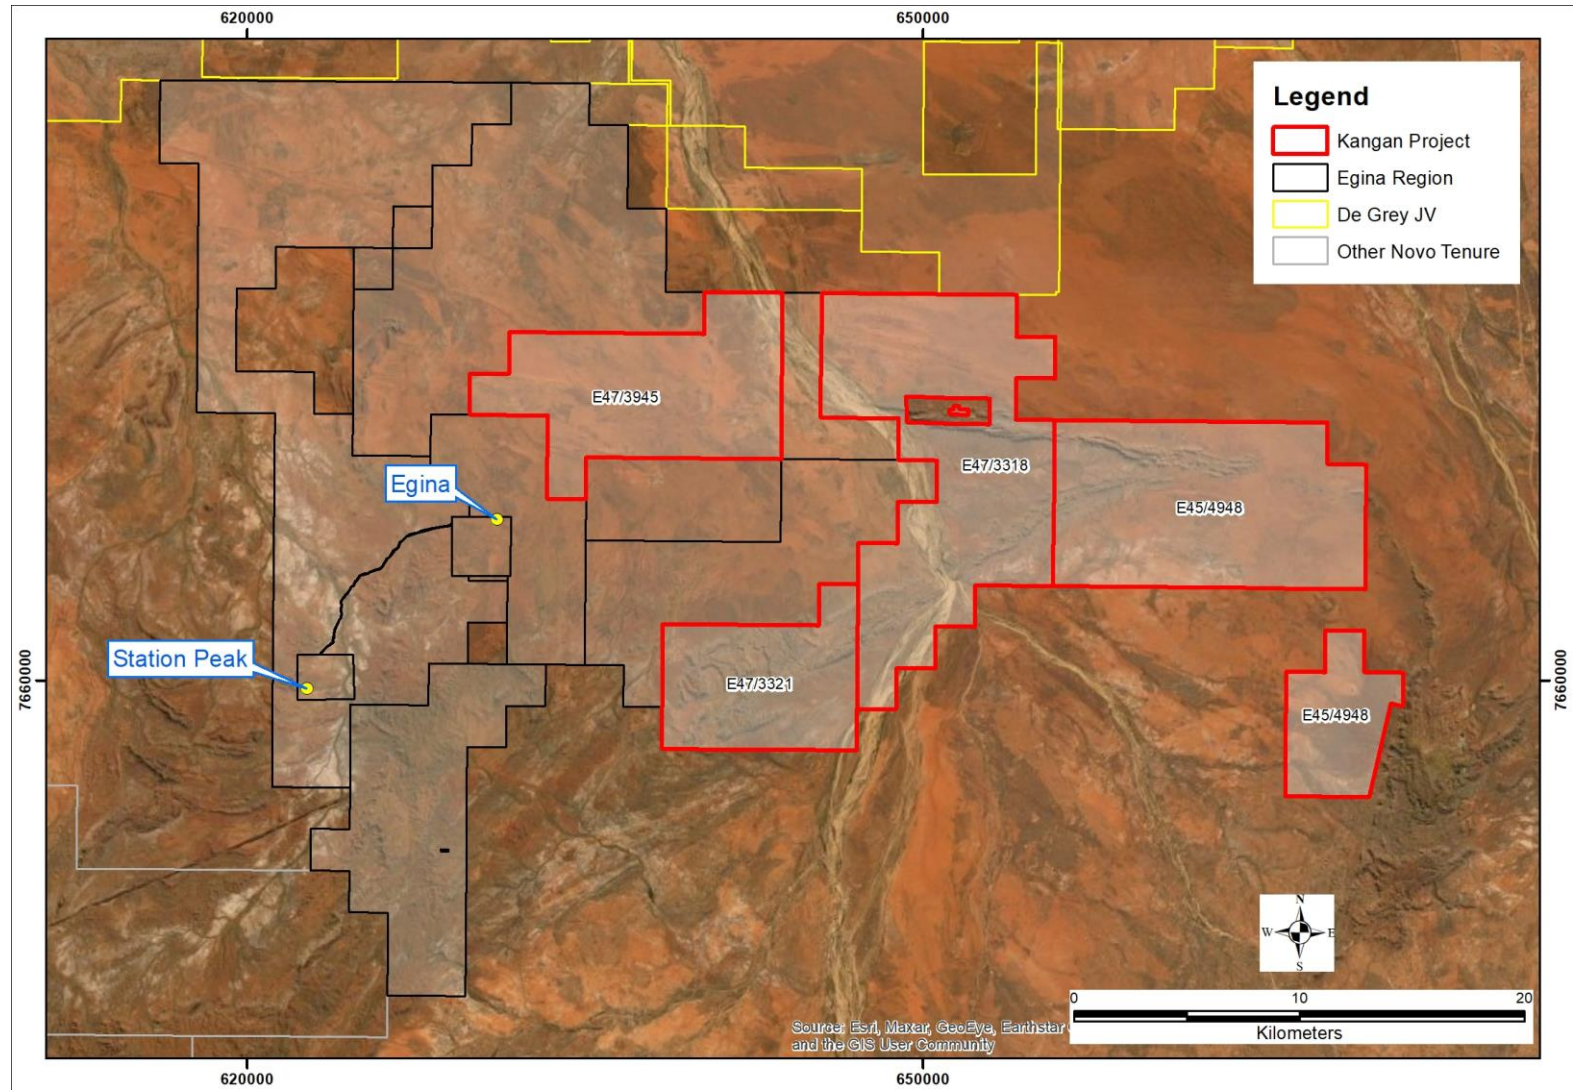 620000
650000
Legend
Kangan Project
Egina Region
De Grey JV
Other Novo Tenure
E47/3945
E47/3318
Egina
E45/4948
7660000
Station Peak
E47/3321
7660000
E45/4948
N
W E
S
0 10 20
Kilometers
Source: Esri, Maxar, GeoEye, Earthstar
and the GIS User Community
620000
650000